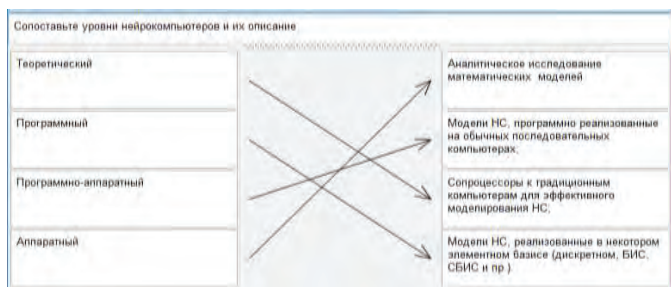 Сопоставьте уровни нейрокомпьютеров и их описание
Теоретический
Аналитическое исследование
математических моделей
Программный
Модели НС, программно реализованные
на обычных последовательных
компьютерах;
Программно-аппаратный
Сопроцессоры к традиционным
компьютерам для эффективного
моделирования НС;
Аппаратный
Модели НС, реализованные в некотором
элементном базисе (дискретном, БИС,
СБИС и пр.)